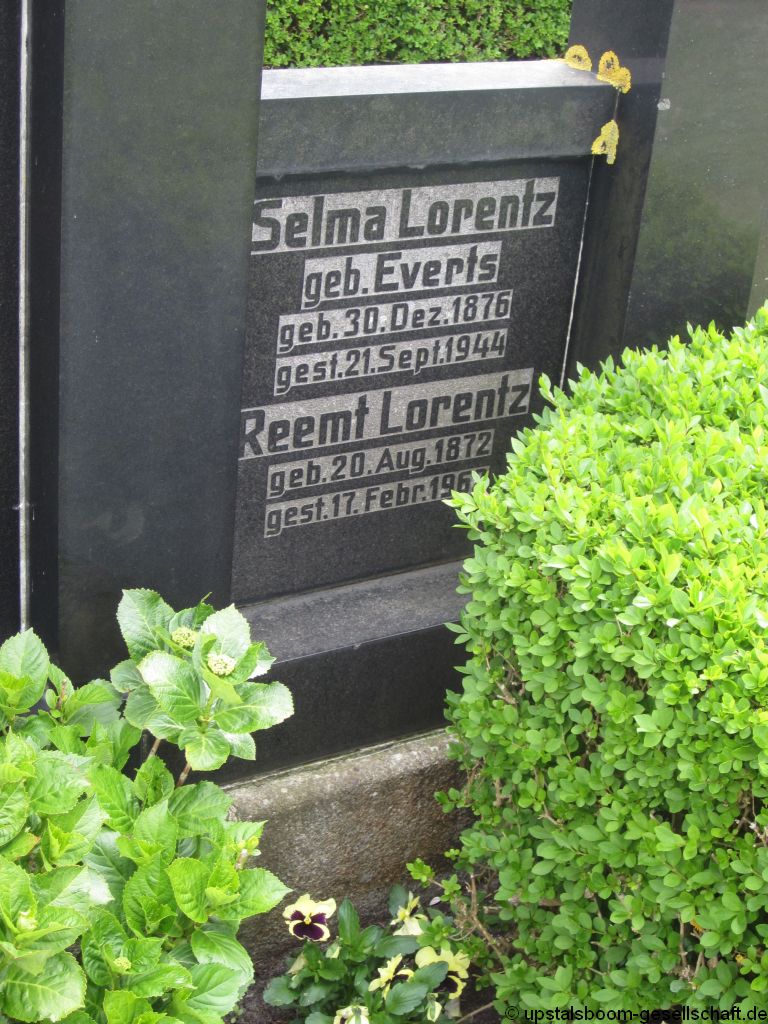 Selma Lorentz
geb. Everts
geb. 30. Dez. 1876
gest. 21. Sept. 1944
Reemt Lorentz
geb. 20. Aug. 1872
gest. 17. Febr.
© upstalsboom-gesellschaft.de